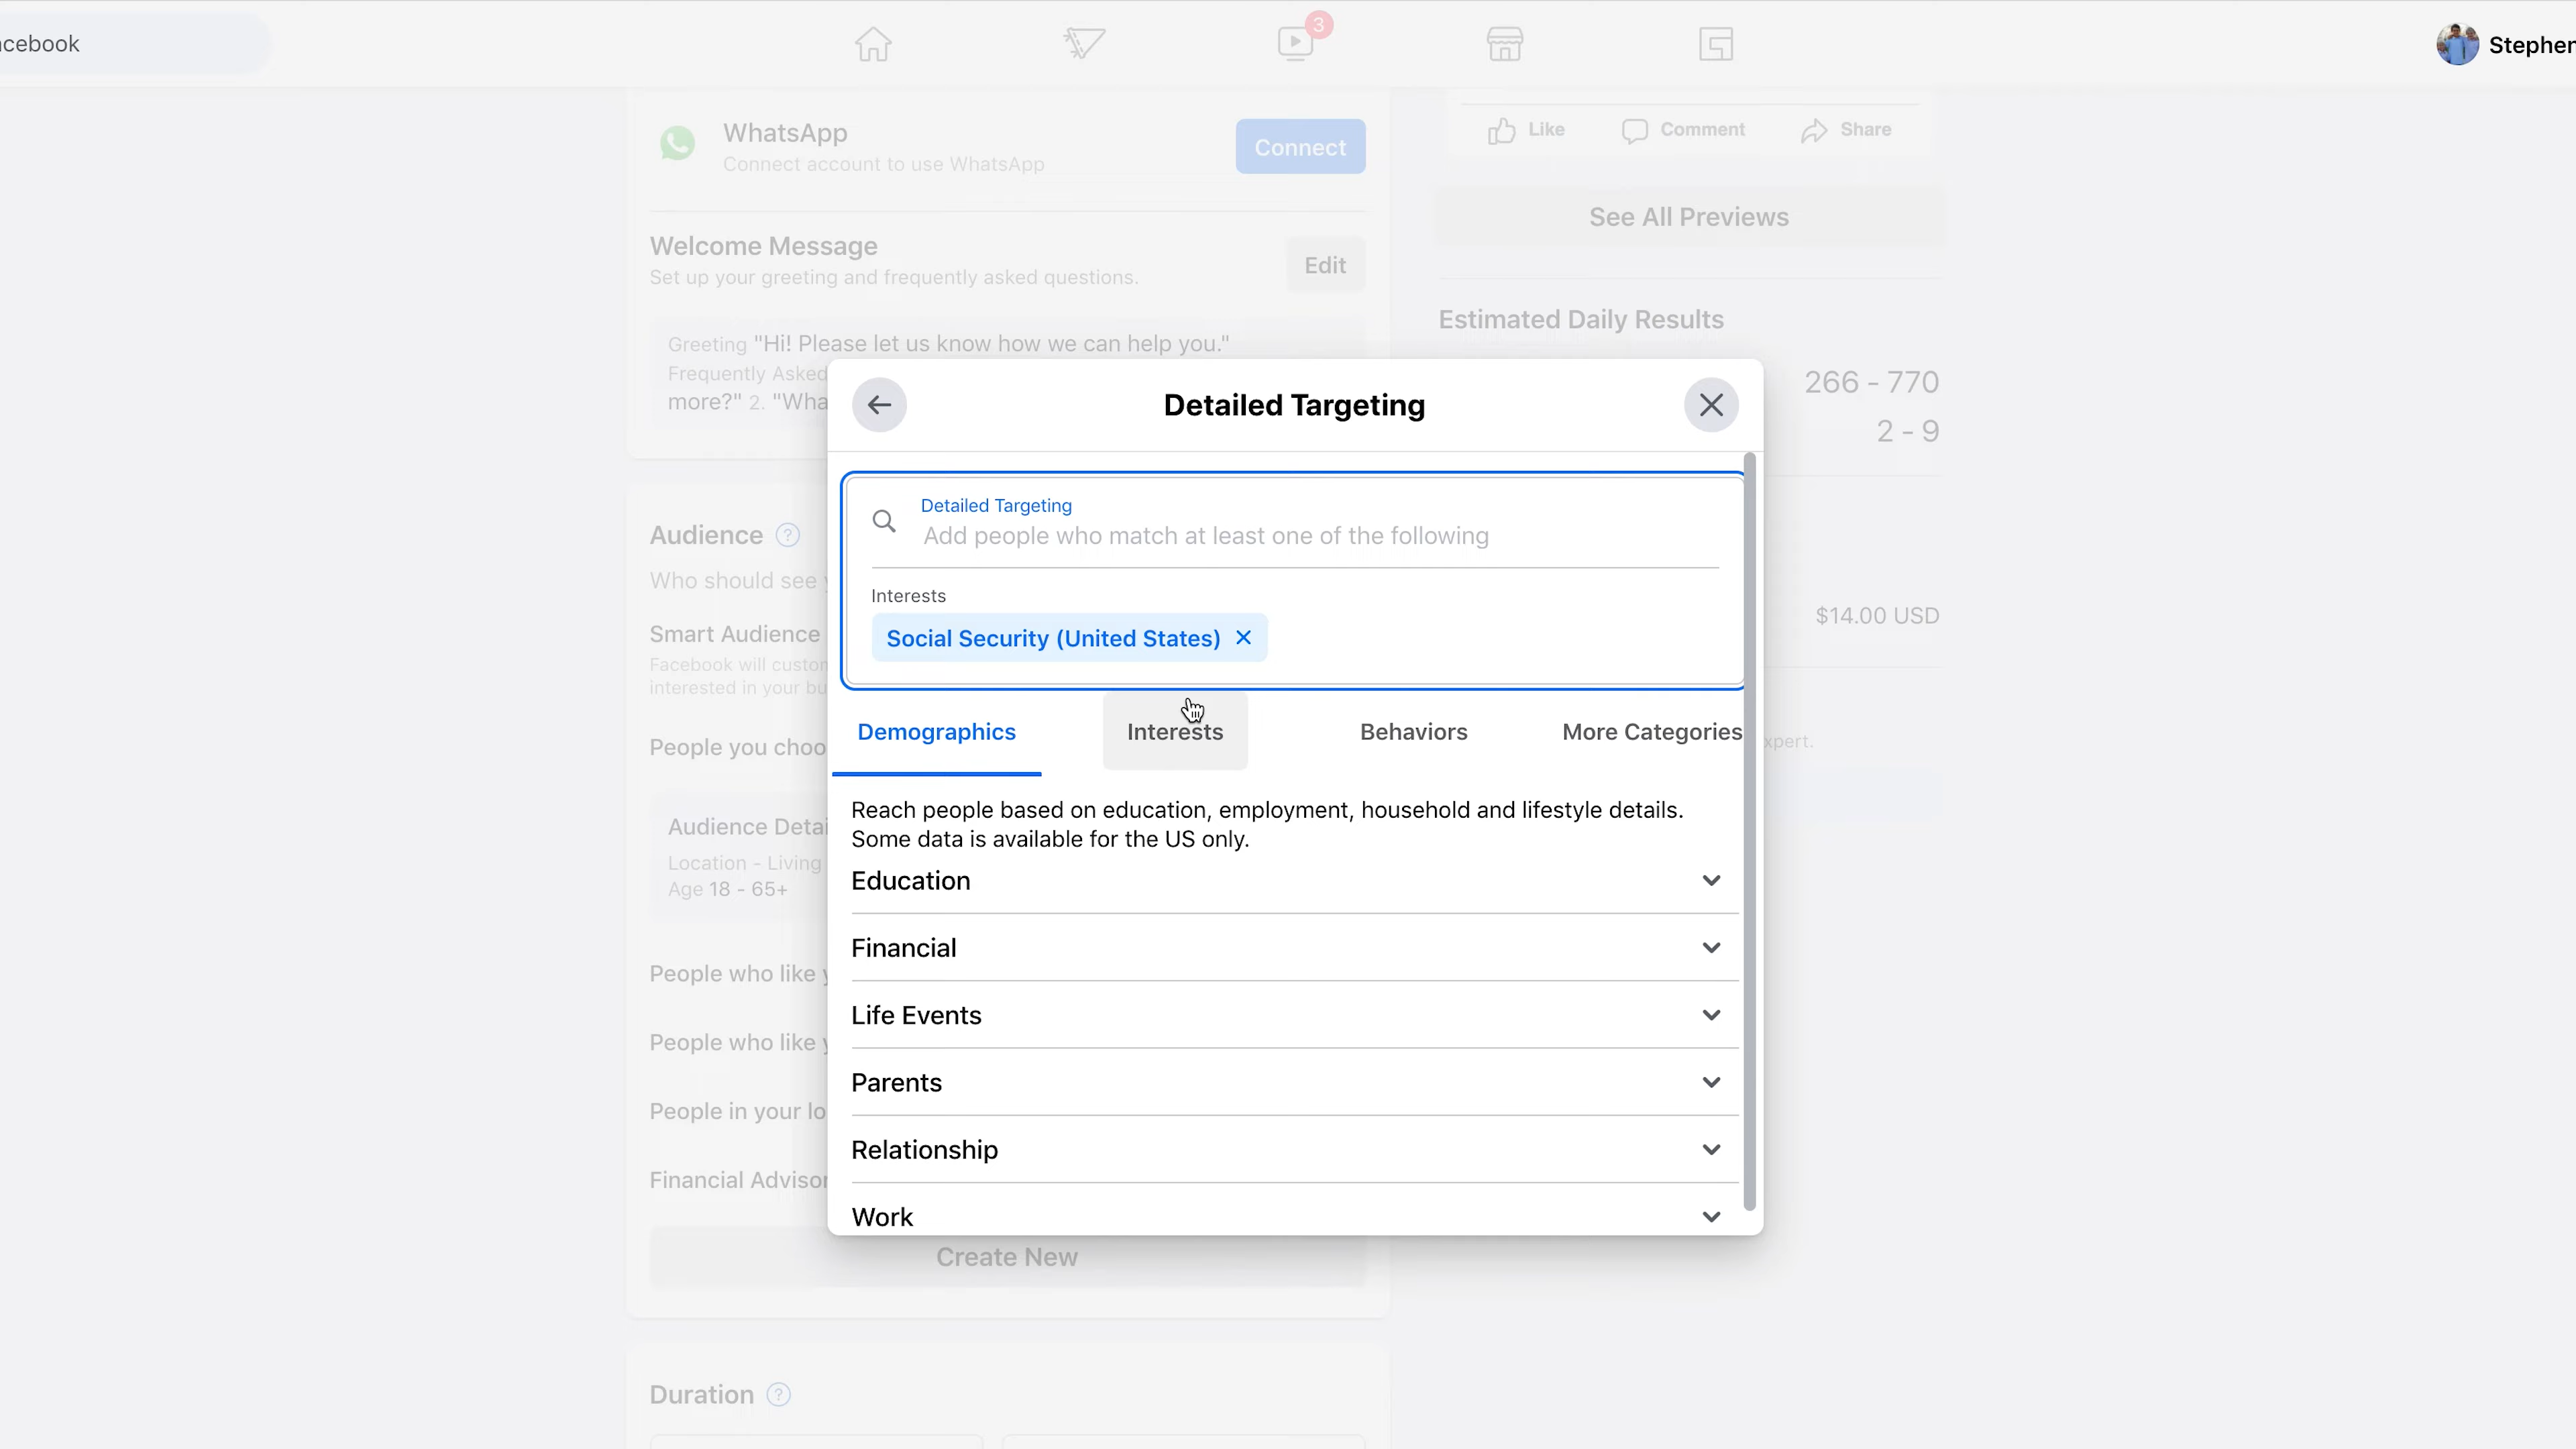 acebook
3
Stephen
WhatsApp
Connect account to use WhatsApp
Connect
Welcome Message
Set up your greeting and frequently asked questions.
Edit
Greeting "Hi! Please let us know how we can help you."
Frequently Asked
more?" 2. "Wha
Like
Comment
Share
See All Previews
Estimated Daily Results
266 - 770
2 - 9
$14.00 USD
xpert.
Audience ?
Who should see y
Smart Audience
Facebook will custom
interested in your bu
People you choo
Audience Detai
Location - Living
Age 18 - 65+
People who like y
People who like y
People in your lo
Financial Advisor
Create New
Duration ?
Detailed Targeting
Detailed Targeting
Add people who match at least one of the following
Interests
Social Security (United States)
Demographics
Interests
Behaviors
More Categories
Reach people based on education, employment, household and lifestyle details.
Some data is available for the US only.
Education
Financial
Life Events
Parents
Relationship
Work